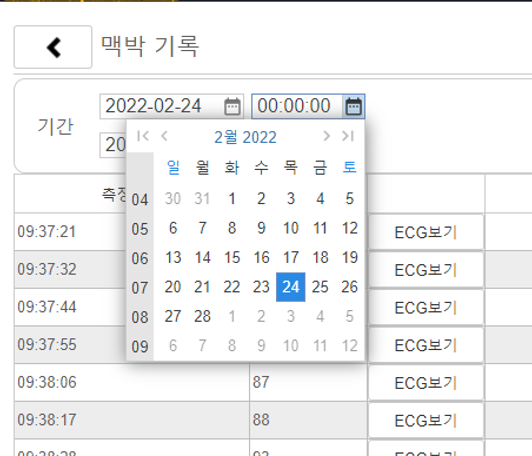 맥박 기록
기간
2022-02-24 00:00:00
20
2월 2022
일 월 화 수 목 금 토
04 30 31 1 2 3 4 5
05 6 7 8 9 10 11 12
06 13 14 15 16 17 18 19
07 20 21 22 23 24 25 26
08 27 28 1 2 3 4 5
09 6 7 8 9 10 11 12
09:37:21 ECG보기
09:37:32 ECG보기
09:37:44 ECG보기
09:37:55 ECG보기
09:38:06 87 ECG보기
09:38:17 88 ECG보기